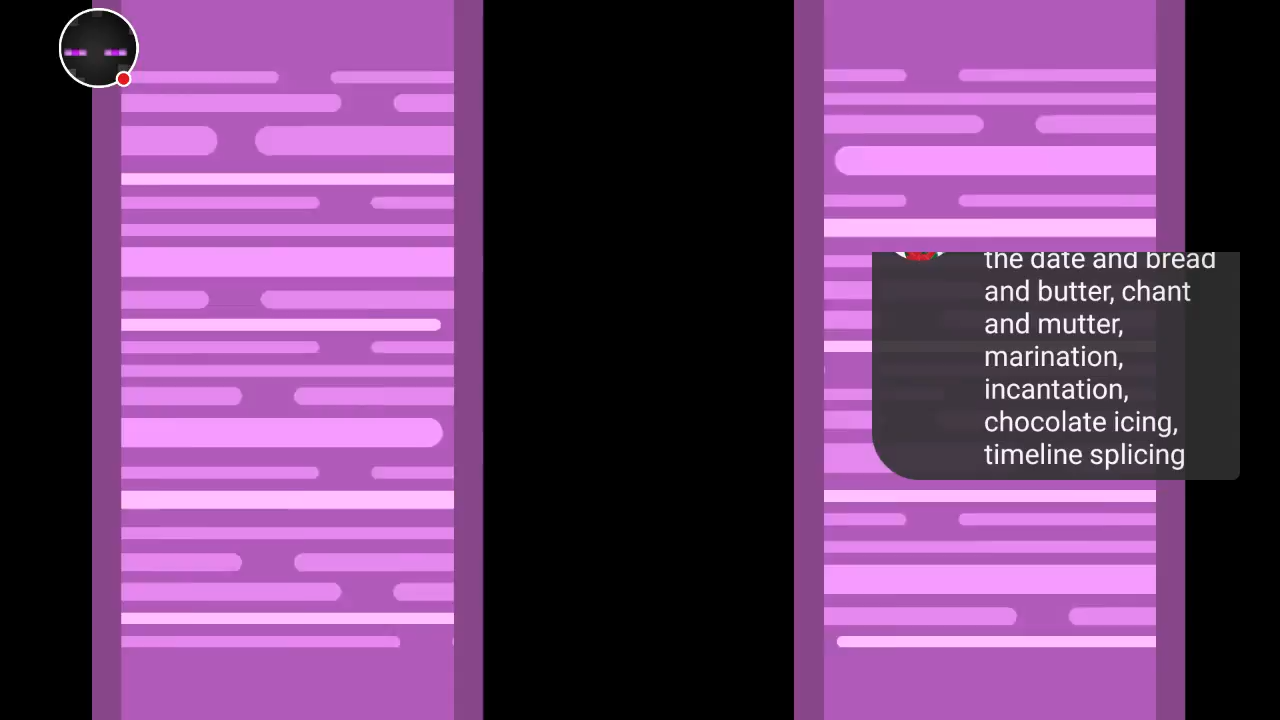 the date and bread
and butter, chant
and mutter,
marination,
incantation,
chocolate icing,
timeline splicing